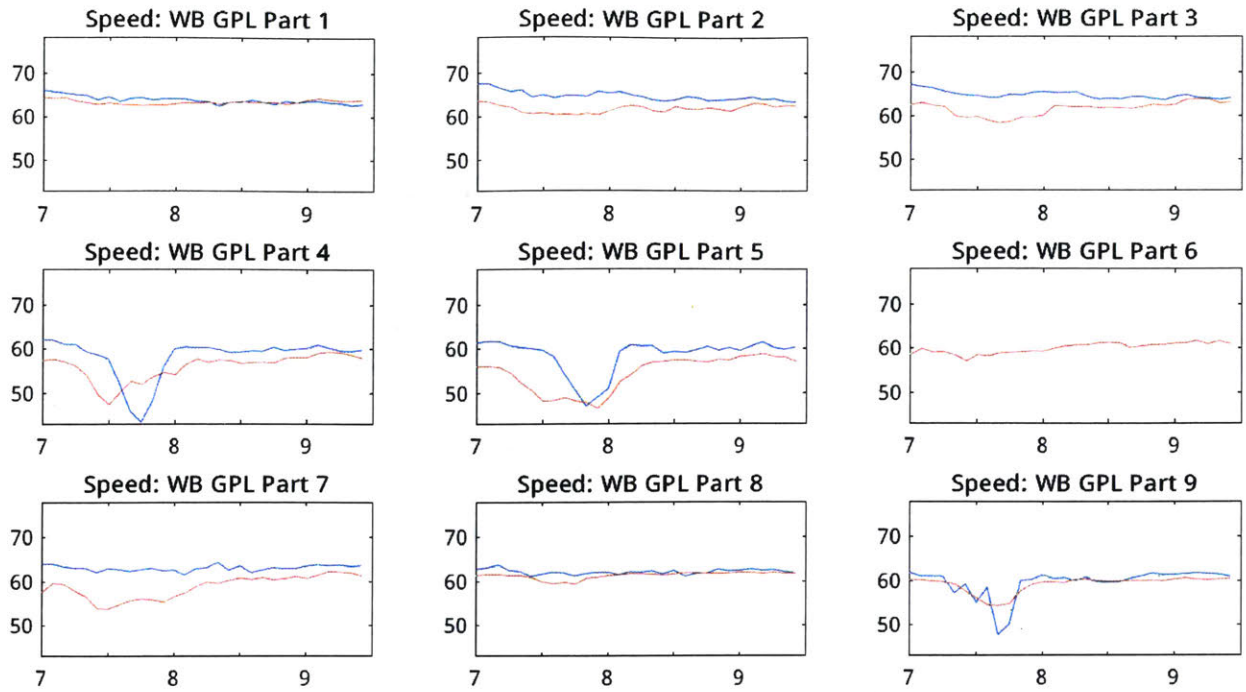 Speed: WB GPL Part 1
Speed: WB GPL Part 2
Speed: WB GPL Part 3
70
60
50
7 8 9
70
60
50
7 8 9
70
60
50
7 8 9
Speed: WB GPL Part 4
Speed: WB GPL Part 5
Speed: WB GPL Part 6
70
60
50
7 8 9
70
60
50
7 8 9
70
60
50
7 8 9
Speed: WB GPL Part 7
Speed: WB GPL Part 8
Speed: WB GPL Part 9
70
60
50
7 8 9
70
60
50
7 8 9
70
60
50
7 8 9